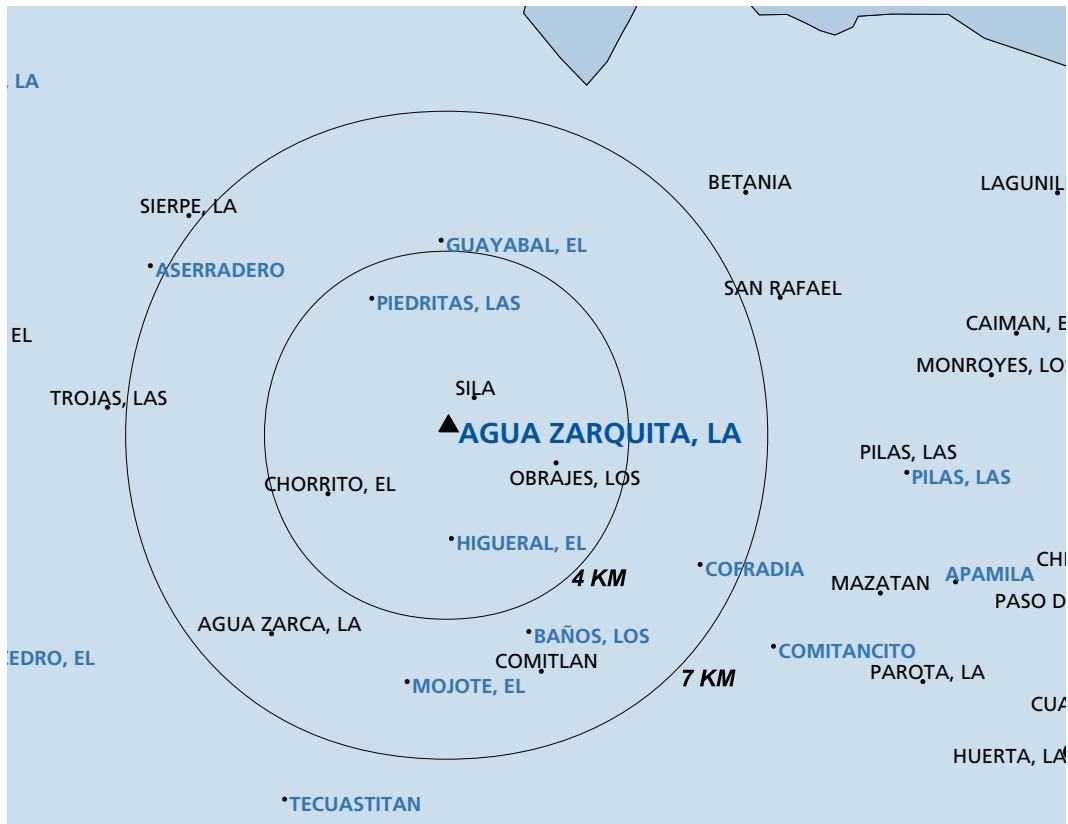 , LA
BETANIA
LAGUNIL
SIERPE, LA
GUAYABAL, EL
ASERRADERO
SAN RAFAEL
PIEDRITAS, LAS
CAIMAN, E
EL
MONROYES, LOS
SILA
TROJAS, LAS
AGUA ZARQUITA, LA
PILAS, LAS
PILAS, LAS
OBRAJES, LOS
CHORRITO, EL
HIGUERAL, EL
CH
COFRADIA
4 KM
APAMILA
MAZATAN
PASO D
AGUA ZARCA, LA
BAÑOS, LOS
COMITANCITO
CEDRO, EL
COMITLAN
PAROTA, LA
7 KM
MOJOTE, EL
CUA
HUERTA, LA
TECUASTITAN